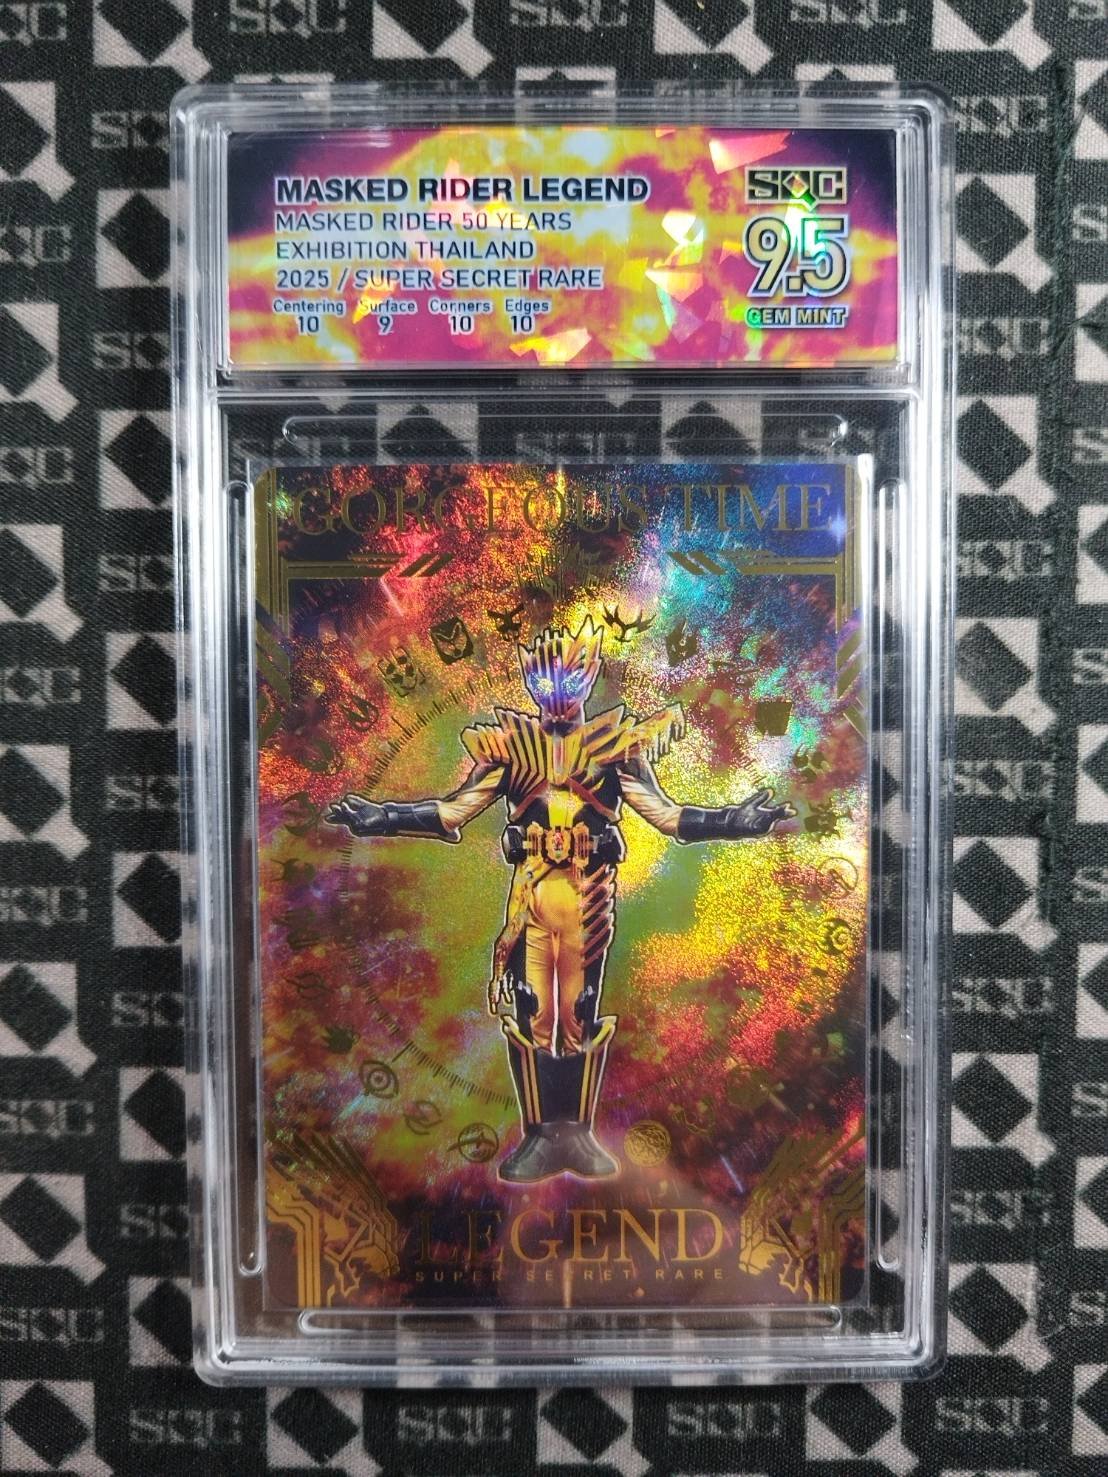 MASKED RIDER LEGEND
MASKED RIDER 50 YEARS
EXHIBITION THAILAND
2025 / SUPER SECRET RARE
Centering Surface Corners Edges
10 9 10 10
SQC
9.5
GEM MINT
GORGEOUS TIME
LEGEND
SUPER SECRET RARE